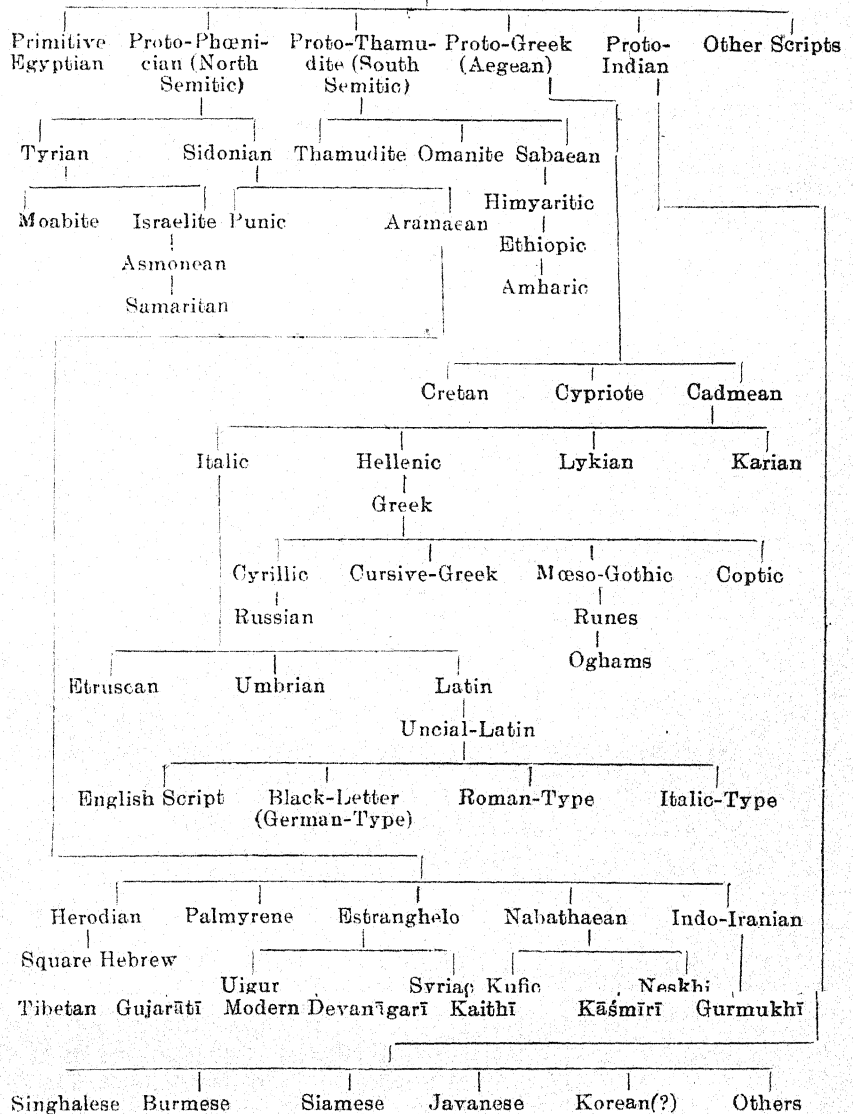 Primitive Proto-Phœni- Proto-Thamu- Proto-Greek Proto- Other Scripts
Egyptian cian (North dite (South (Aegean) Indian
Semitic) Semitic)
Tyrian Sidonian Thamudite Omanite Sabaean
Moabite Israelite Punic Aramaean Himyaritic
Asmonean Ethiopic
Samaritan Amharic
Cretan Cypriote Cadmean
Italic Hellenic Lykian Karian
Greek
Cyrillic Cursive-Greek Mœso-Gothic Coptic
Russian Runes
Oghams
Etruscan Umbrian Latin
Uncial-Latin
English Script Black-Letter Roman-Type Italic-Type
(German-Type)
Herodian Palmyrene Estranghelo Nabathaean Indo-Iranian
Square Hebrew
Uigur Syriac Kufic Neskhi
Tibetan Gujarātī Modern Devanāgarī Kaithī Kāśmīrī Gurmukhī
Singhalese Burmese Siamese Javanese Korean(?) Others